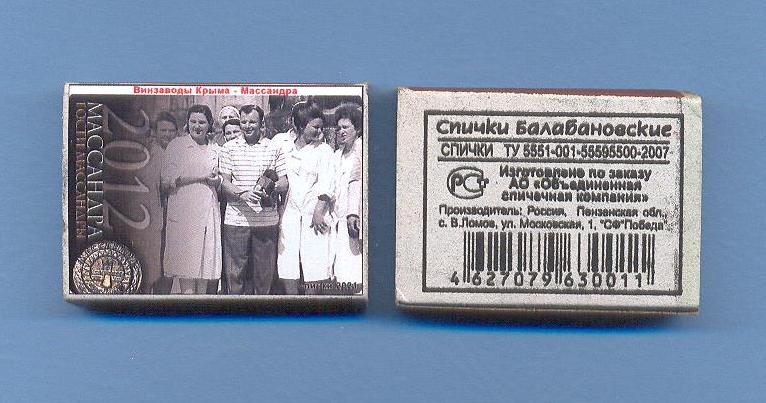 Винзаводы Крыма - Массандра
МАССАНДРА
2012
ГОСТИ МАССАНДРЫ
Спички Балабановские
СПИЧКИ ТУ 5551-001-55595500-2007
РСТ
Изготовлено по заказу
АО «Объединенная
спичечная компания»
Производитель: Россия, Пензенская обл.,
с. В.Ломов, ул. Московская, 1, "СФ"Победа"
4 627079 630011